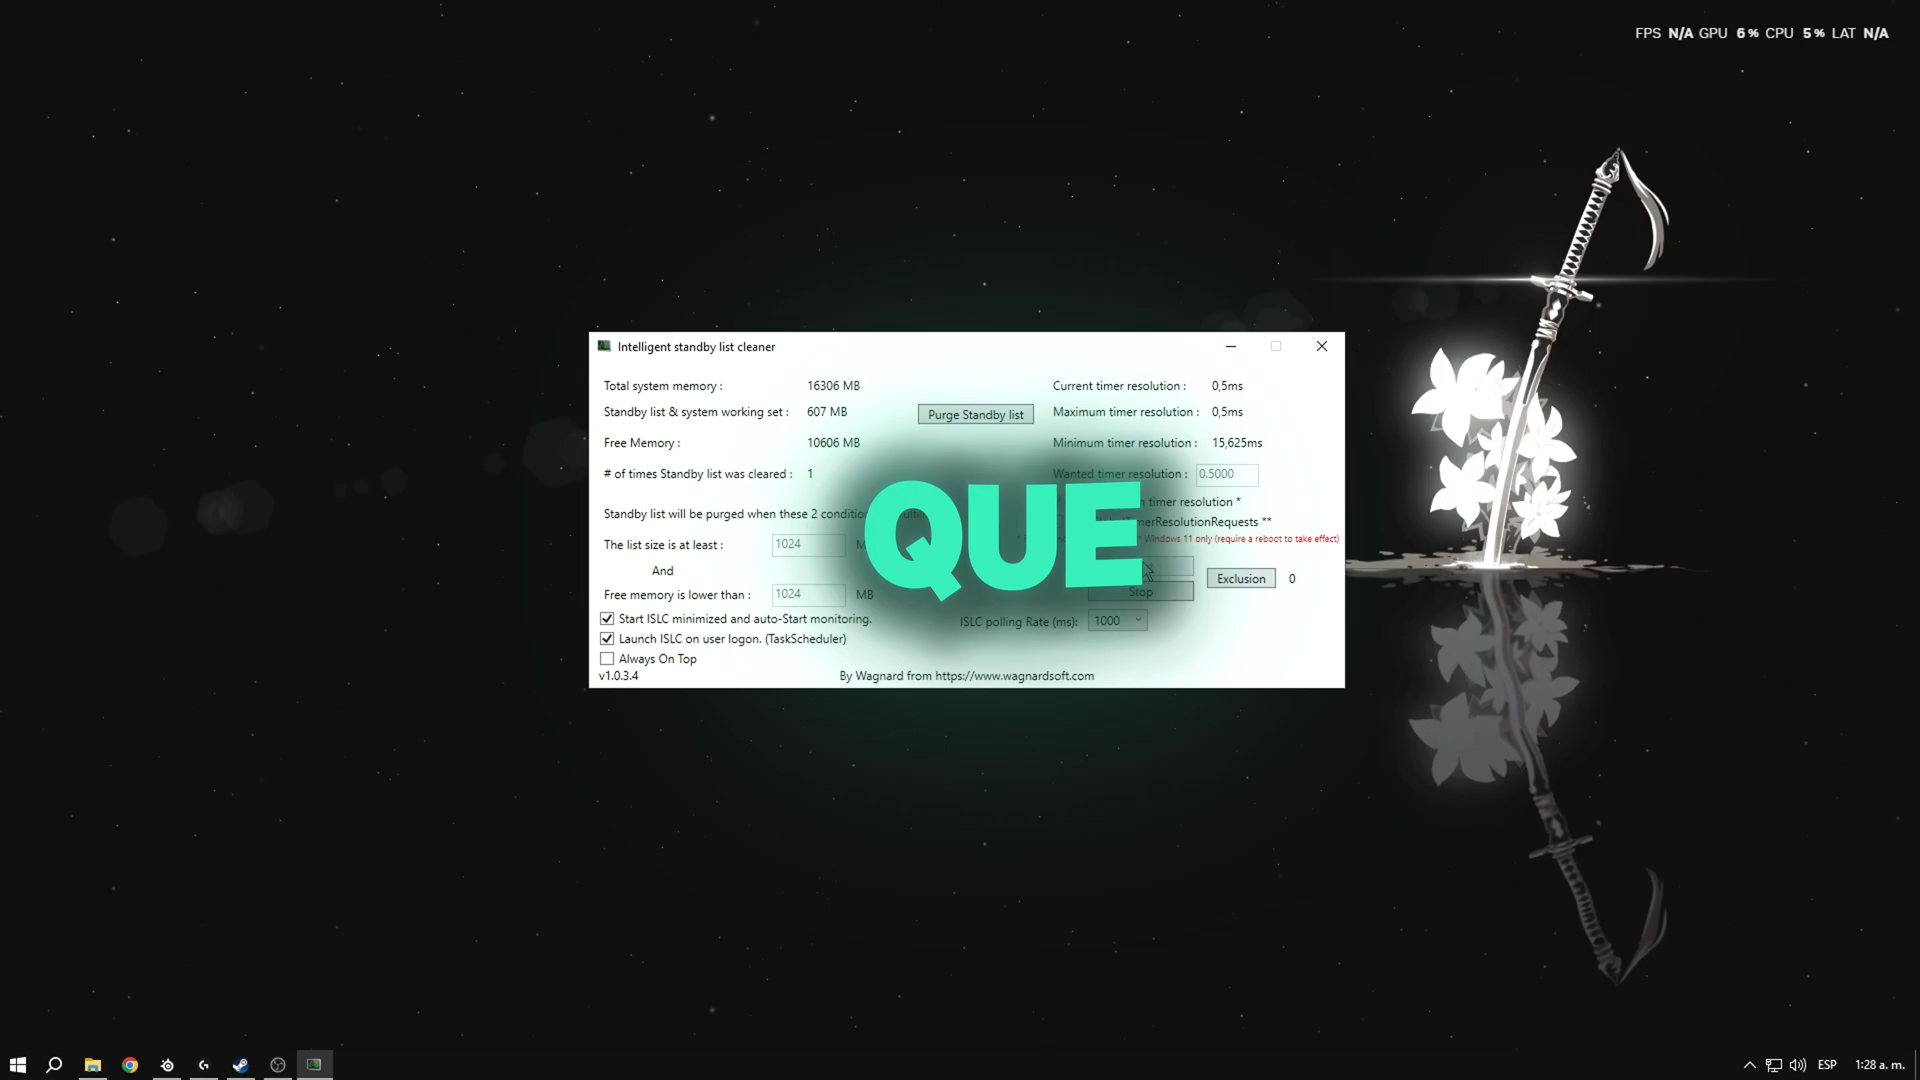 FPS N/A GPU 6% CPU 5% LAT N/A
Intelligent standby list cleaner
Total system memory : 16306 MB
Current timer resolution : 0,5ms
Standby list & system working set : 607 MB
Purge Standby list
Maximum timer resolution : 0,5ms
Free Memory : 10606 MB
Minimum timer resolution : 15,625ms
# of times Standby list was cleared : 1
Wanted timer resolution : 0.5000
timer resolution *
Standby list will be purged when these 2
TimerResolutionRequests **
QUE
Windows 11 only (require a reboot to take effect)
The list size is at least : 1024
And
Exclusion 0
Free memory is lower than : 1024 MB
Stop
Start ISLC minimized and auto-Start monitoring.
ISLC polling Rate (ms): 1000
Launch ISLC on user logon. (TaskScheduler)
Always On Top
v1.0.3.4
By Wagnard from https://www.wagnardsoft.com
ESP 1:28 a. m.